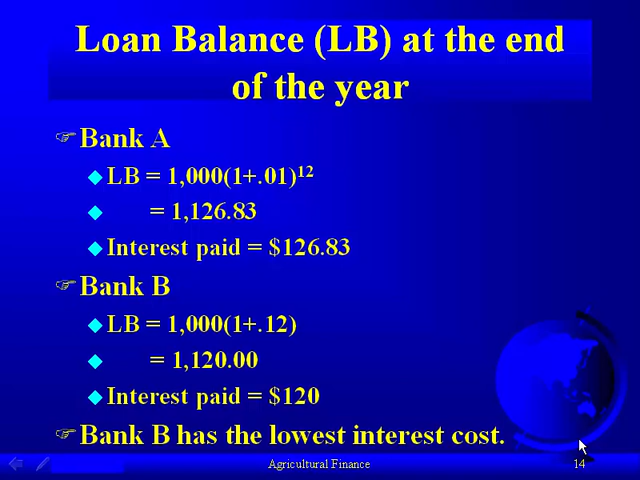 Loan Balance (LB) at the end
of the year
Bank A
LB = 1,000(1+.01)¹²
= 1,126.83
Interest paid = $126.83
Bank B
LB = 1,000(1+.12)
= 1,120.00
Interest paid = $120
Bank B has the lowest interest cost.
Agricultural Finance
14